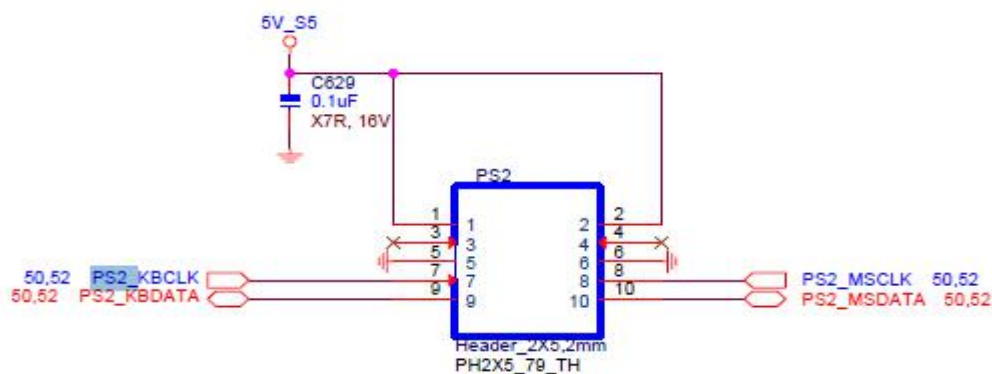 5V_S5
C629
0.1uF
X7R, 16V
PS2
1 1 2 2
3 3 4 4
5 5 6 6
50,52 PS2_KBCLK 7 7 8 8 PS2_MSCLK 50,52
50,52 PS2_KBDATA 9 9 10 10 PS2_MSDATA 50,52
Header_2X5,2mm
PH2X5_79_TH